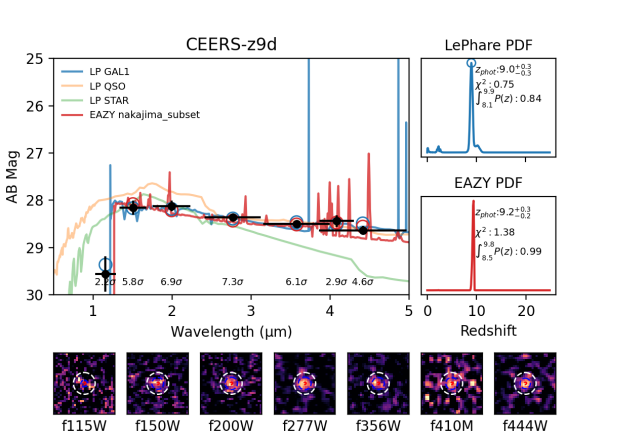 CEERS-z9d
LePhare PDF
25
26
27
28
29
30
AB Mag
LP GAL1
LP QSO
LP STAR
EAZY nakajima_subset
2.2σ 5.8σ 6.9σ 7.3σ 6.1σ 2.9σ 4.6σ
1 2 3 4 5
Wavelength (μm)
z_phot:9.0^{+0.3}_{-0.3}
χ² : 0.75
∫_{8.1}^{9.9} P(z) : 0.84
0 10 20
EAZY PDF
z_phot:9.2^{+0.3}_{-0.2}
χ² : 1.38
∫_{8.5}^{9.8} P(z) : 0.99
0 10 20
Redshift
f115W f150W f200W f277W f356W f410M f444W